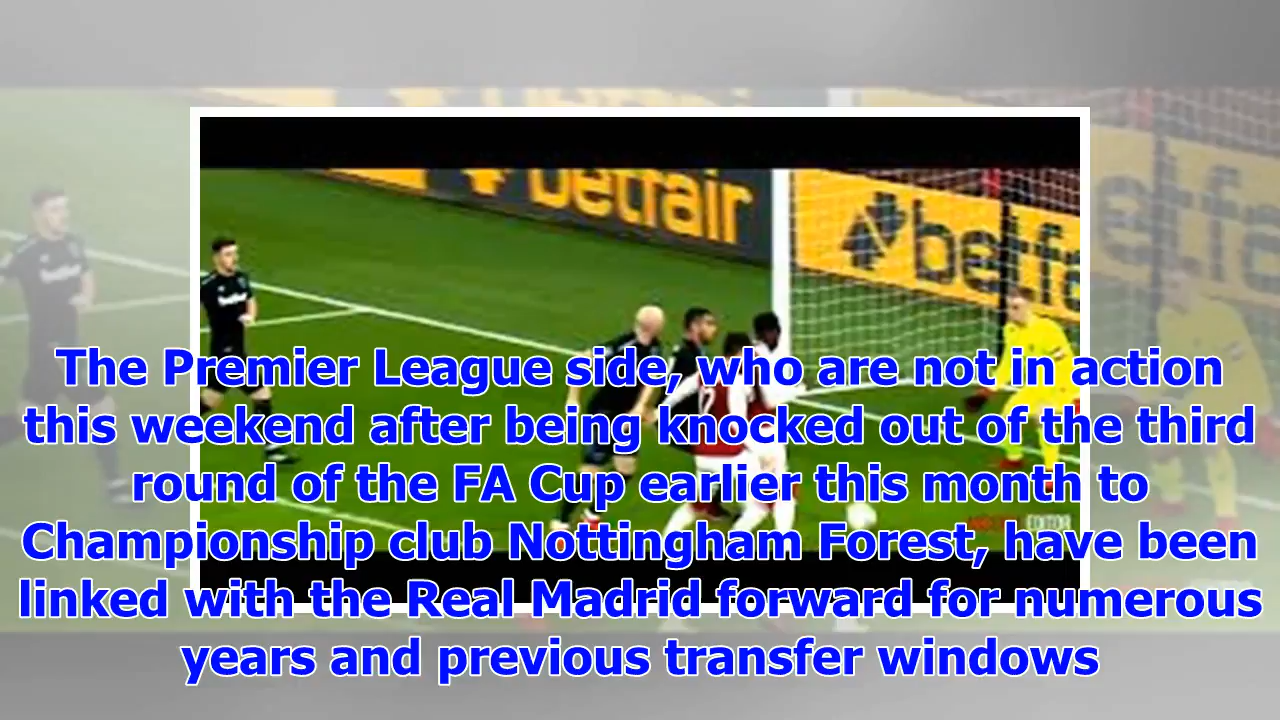 betfair
betfa
The Premier League side, who are not in action
this weekend after being knocked out of the third
round of the FA Cup earlier this month to
Championship club Nottingham Forest, have been
linked with the Real Madrid forward for numerous
years and previous transfer windows
EDITOR